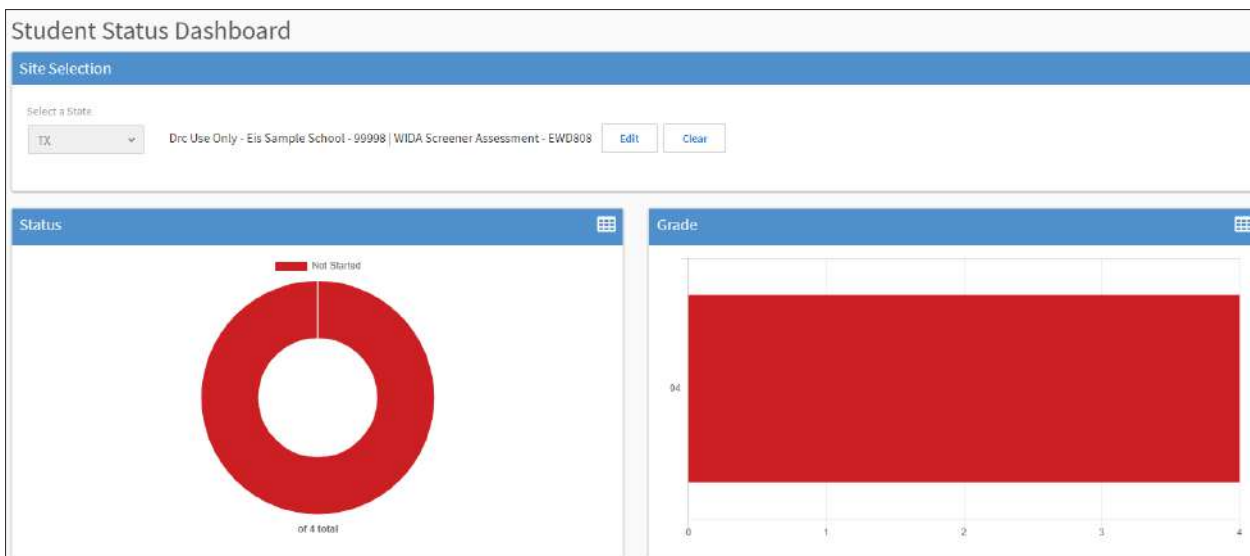 Student Status Dashboard
Site Selection
Select a State
TX
Drc Use Only - Eis Sample School - 99998 | WIDA Screener Assessment - EWD808
Edit
Clear
Status
Not Started
of 4 total
Grade
04
0 1 2 3 4